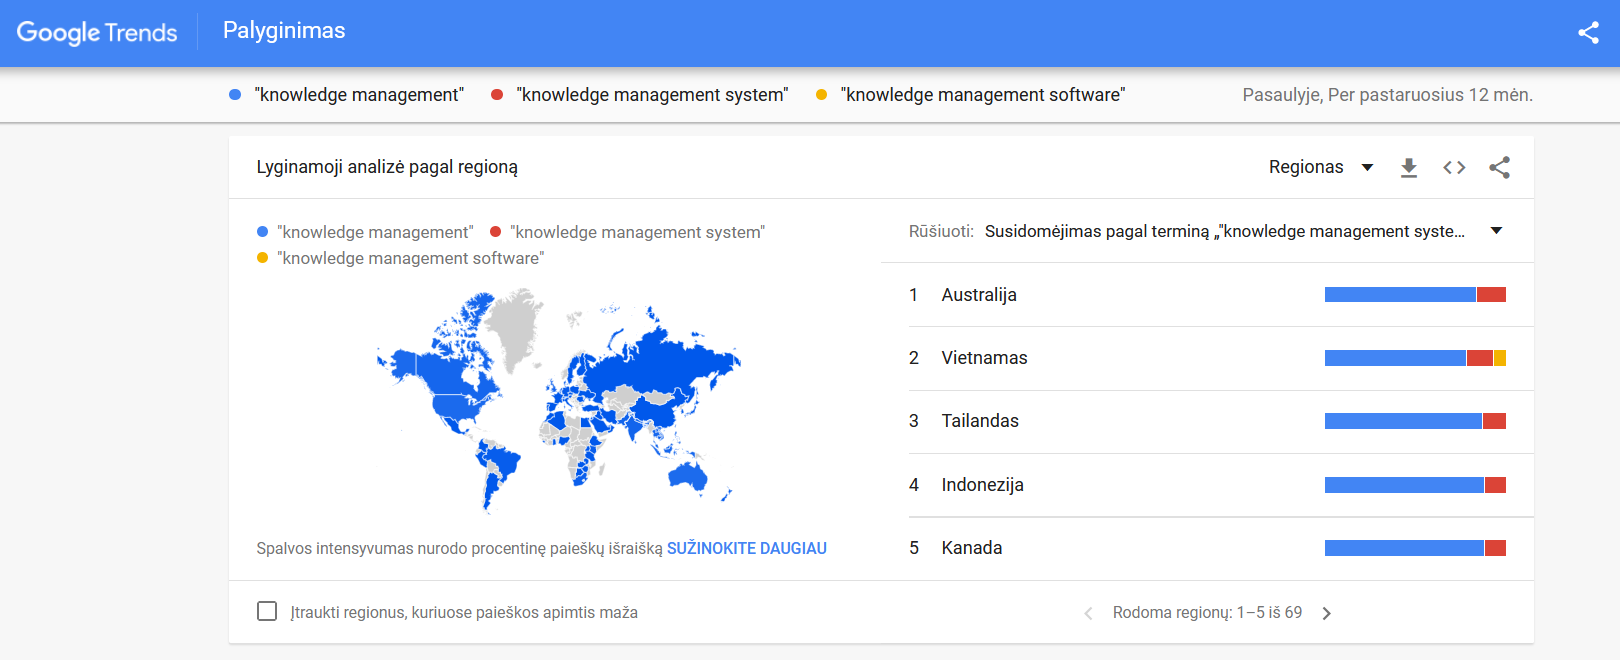 Google Trends
Palyginimas
"knowledge management"
"knowledge management system"
"knowledge management software"
Pasaulyje, Per pastaruosius 12 mėn.
Lyginamoji analizė pagal regioną
Regionas
"knowledge management"
"knowledge management system"
"knowledge management software"
Spalvos intensyvumas nurodo procentinę paieškų išraišką SUŽINOKITE DAUGIAU
Rūšiuoti: Susidomėjimas pagal terminą „"knowledge management syste...
1 Australija
2 Vietnamas
3 Tailandas
4 Indonezija
5 Kanada
Įtraukti regionus, kuriuose paieškos apimtis maža
Rodoma regionų: 1–5 iš 69